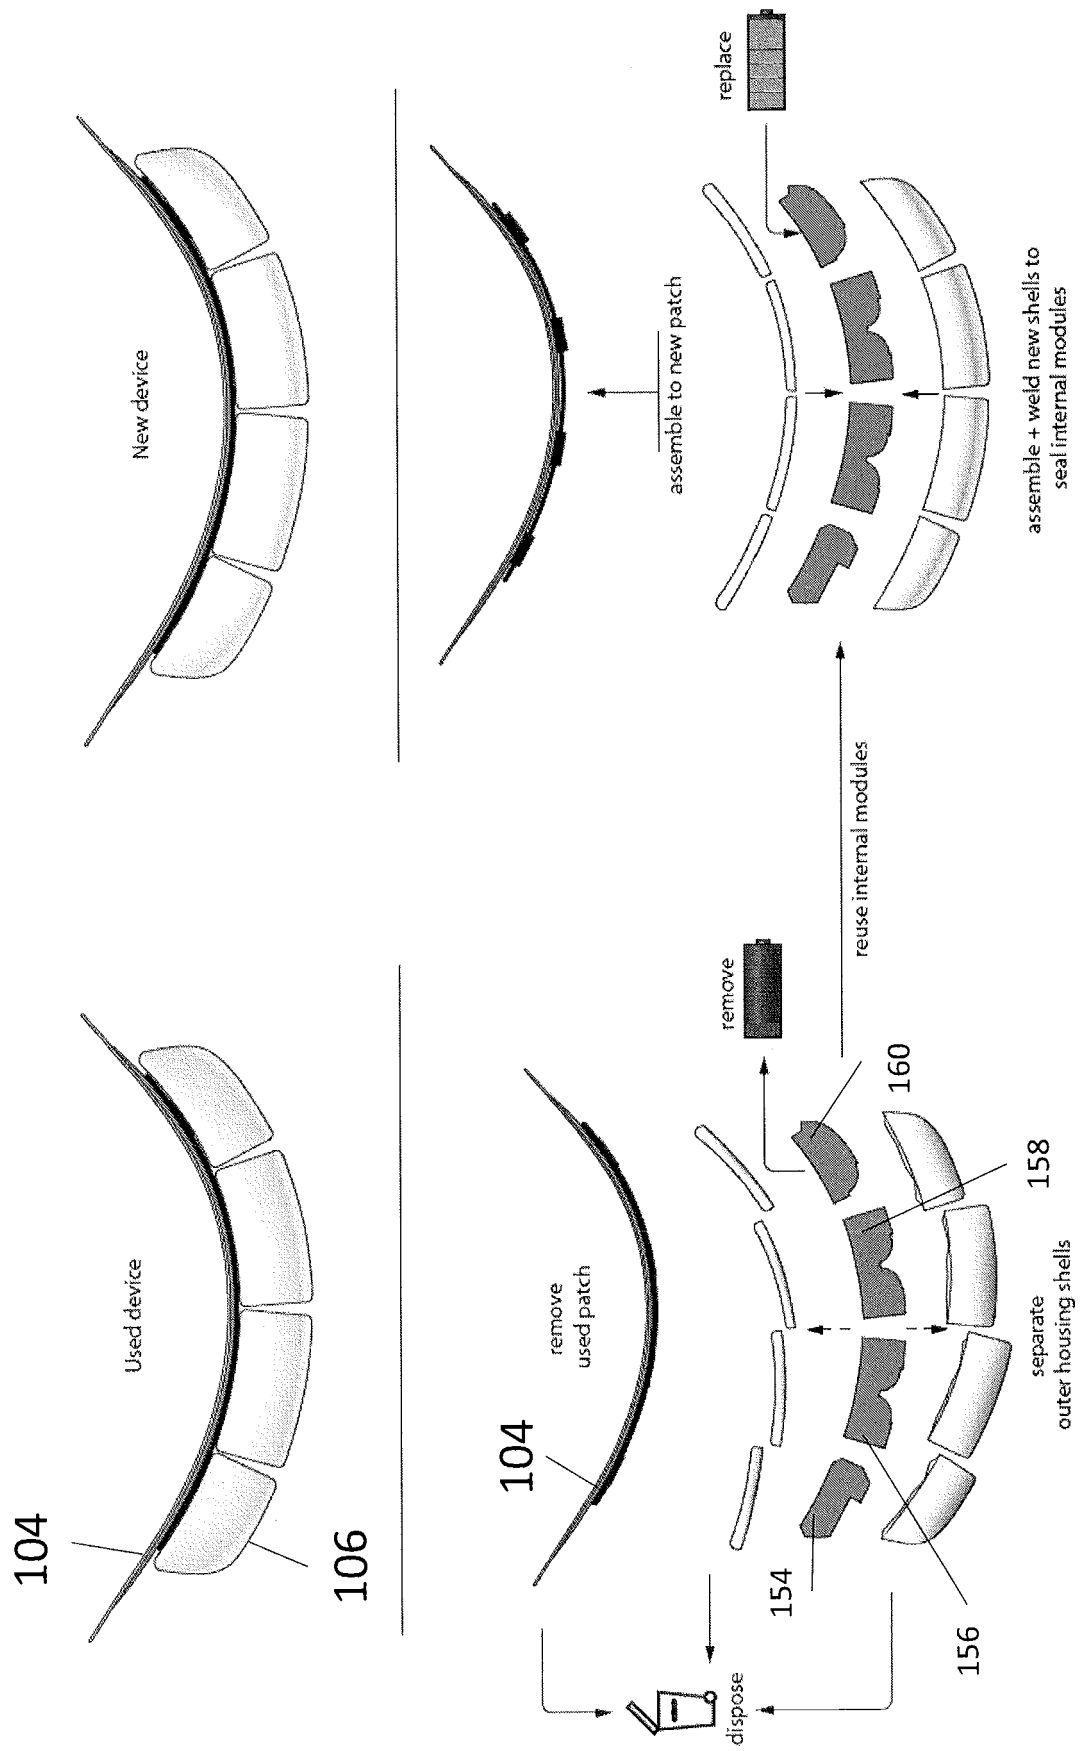 Used device
104
106
remove
used patch
104
dispose
154
156
158
160
remove
separate
outer housing shells
reuse internal modules
New device
assemble to new patch
replace
assemble + weld new shells to
seal internal modules